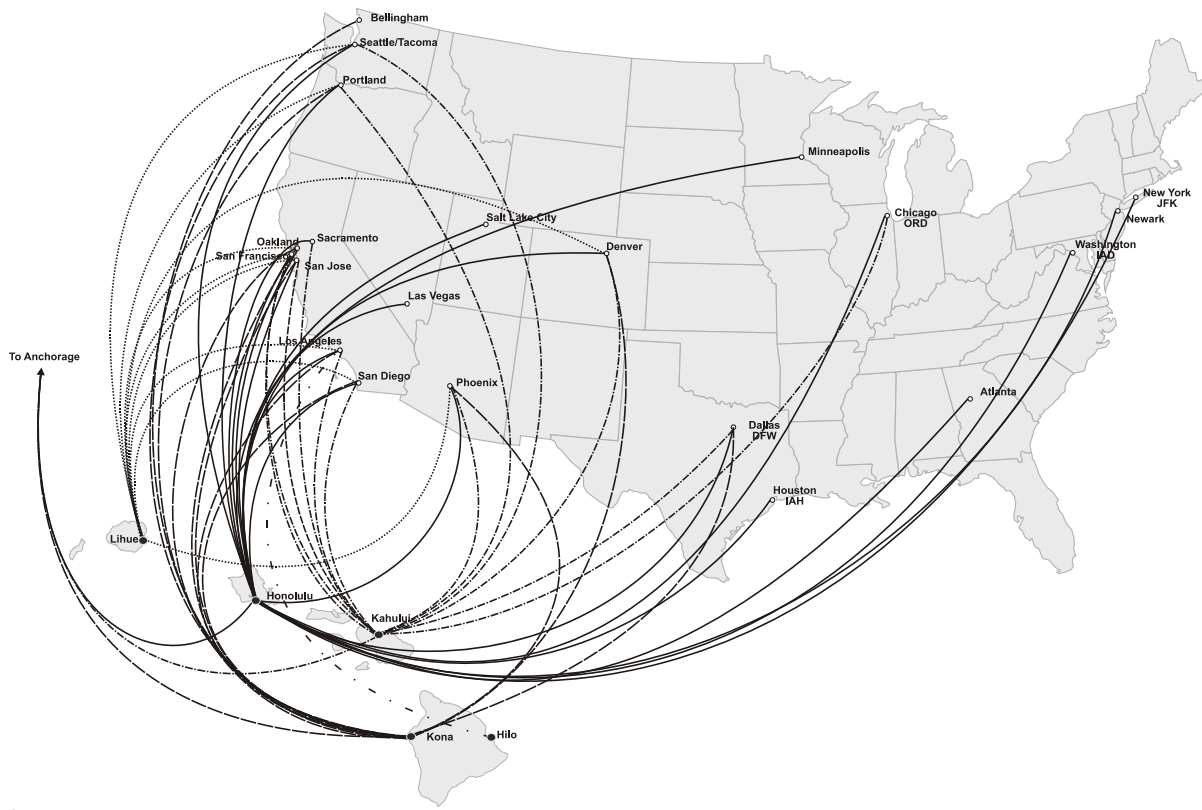 Bellingham
Seattle/Tacoma
Portland
Minneapolis
New York
JFK
Chicago
ORD
Newark
Salt Lake City
Sacramento
Oakland
San Francisco
San Jose
Denver
Washington
IAD
Las Vegas
Los Angeles
To Anchorage
San Diego
Phoenix
Atlanta
Dallas
DFW
Houston
IAH
Lihue
Honolulu
Kahului
Kona
Hilo